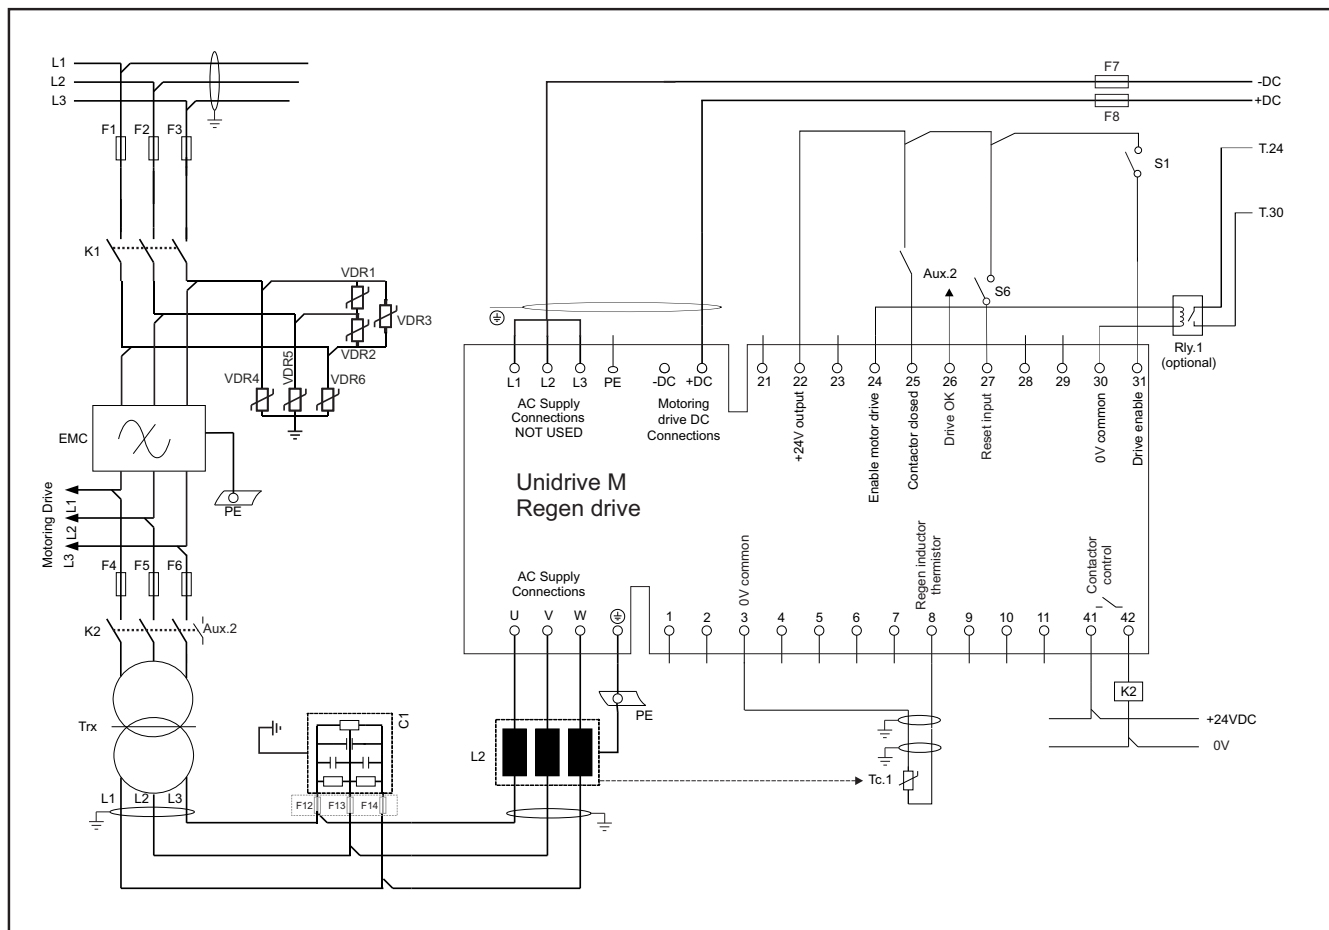 L1
L2
L3
F1 F2 F3
K1
VDR1
VDR3
VDR2
VDR4
VDR5
VDR6
EMC
PE
Motoring Drive
L1
L2
L3
F4 F5 F6
K2
Aux.2
Trx
L1 L2 L3
C1
F12 F13 F14
L2
PE
F7
-DC
+DC
F8
S1
T.24
T.30
Aux.2
S6
Rly.1
(optional)
L1 L2 L3 PE -DC +DC 21 22 23 24 25 26 27 28 29 30 31
AC Supply
Connections
NOT USED
Motoring
drive DC
Connections
+24V output
Enable motor drive
Contactor closed
Drive OK
Reset input
0V common
Drive enable
Unidrive M
Regen drive
AC Supply
Connections
U V W
0V common
Regen inductor
thermistor
Contactor
control
1 2 3 4 5 6 7 8 9 10 11 41 42
K2
+24VDC
0V
Tc.1